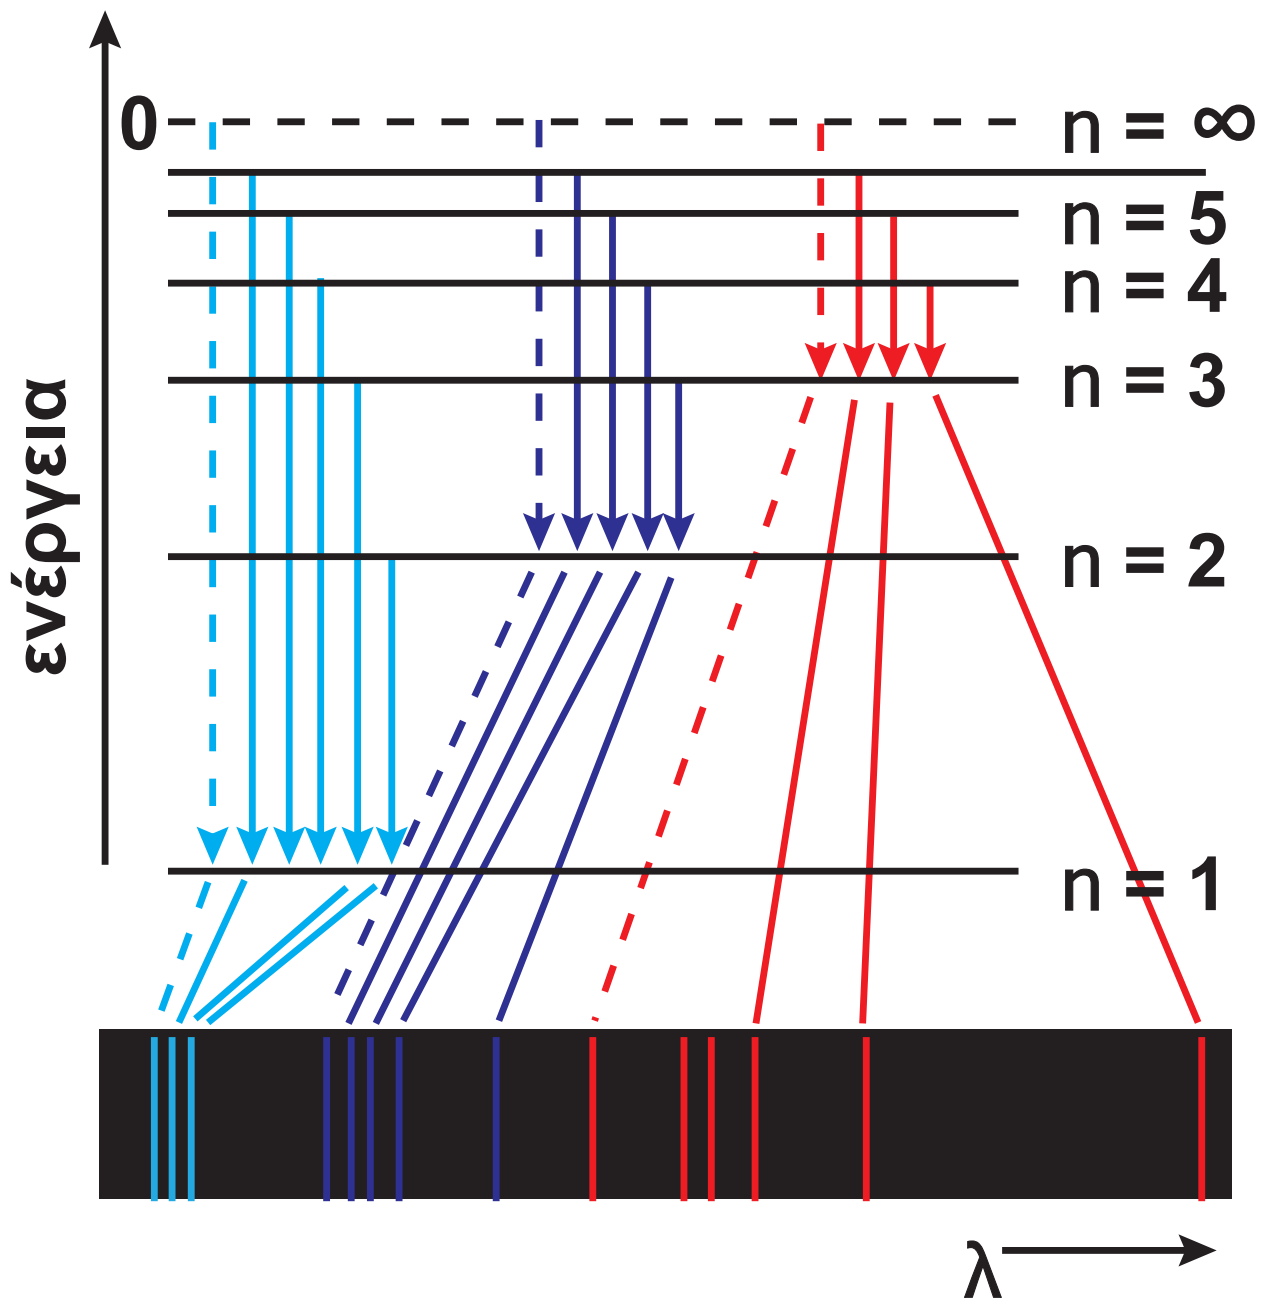 0
n = ∞
n = 5
n = 4
n = 3
ενέργεια
n = 2
n = 1
λ